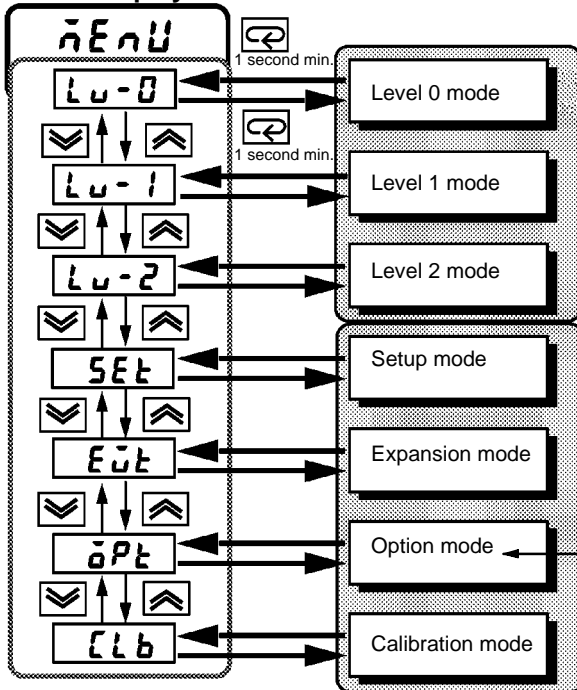 mEnU
1 second min.
Lv-0
Level 0 mode
1 second min.
Lv-1
Level 1 mode
Lv-2
Level 2 mode
SEt
Setup mode
Expansion mode
oPt
Option mode
CLb
Calibration mode